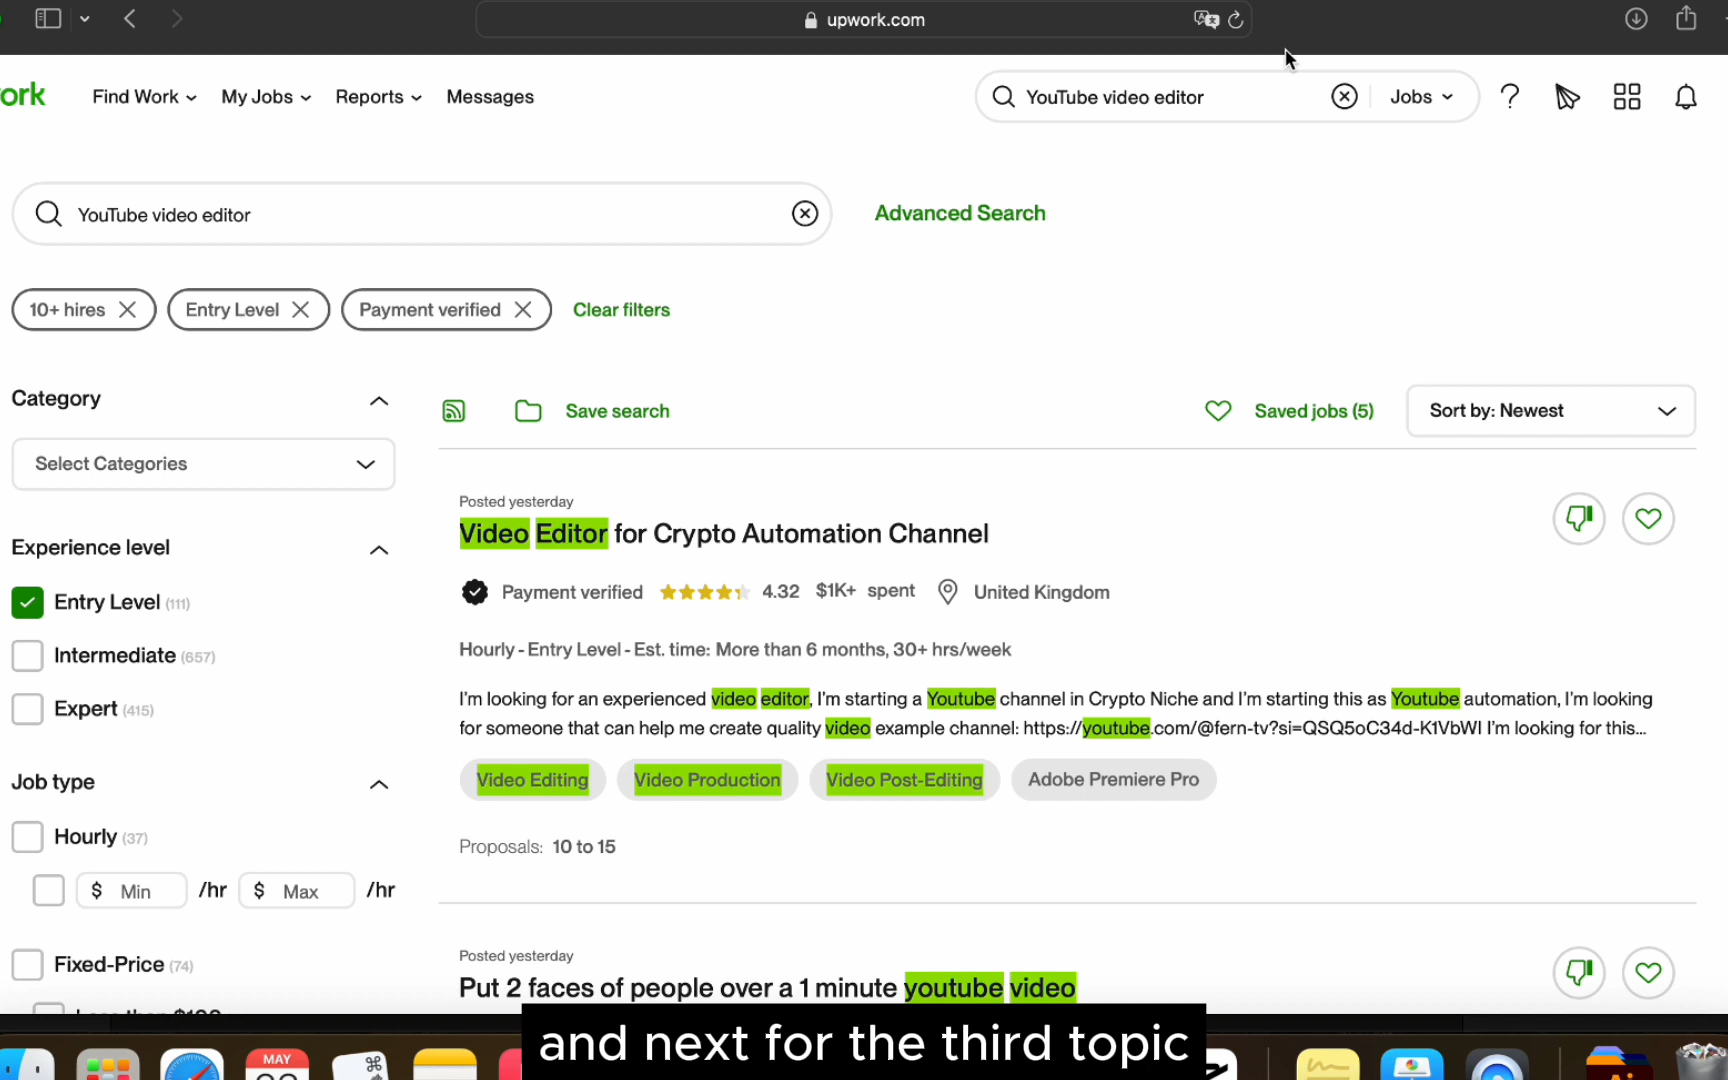 upwork.com
ork
Find Work
My Jobs
Reports
Messages
YouTube video editor
Jobs
YouTube video editor
Advanced Search
10+ hires
Entry Level
Payment verified
Clear filters
Category
Select Categories
Save search
Saved jobs (5)
Sort by: Newest
Experience level
Entry Level (111)
Intermediate (657)
Expert (415)
Job type
Hourly (37)
$ Min /hr $ Max /hr
Fixed-Price (74)
Posted yesterday
Video Editor for Crypto Automation Channel
Payment verified 4.32 $1K+ spent United Kingdom
Hourly - Entry Level - Est. time: More than 6 months, 30+ hrs/week
I'm looking for an experienced video editor, I'm starting a Youtube channel in Crypto Niche and I'm starting this as Youtube automation, I'm looking
for someone that can help me create quality video example channel: https://youtube.com/@fern-tv?si=QSQ5oC34d-K1VbWI I'm looking for this...
Video Editing
Video Production
Video Post-Editing
Adobe Premiere Pro
Proposals: 10 to 15
Posted yesterday
Put 2 faces of people over a 1 minute youtube video
and next for the third topic
MAY